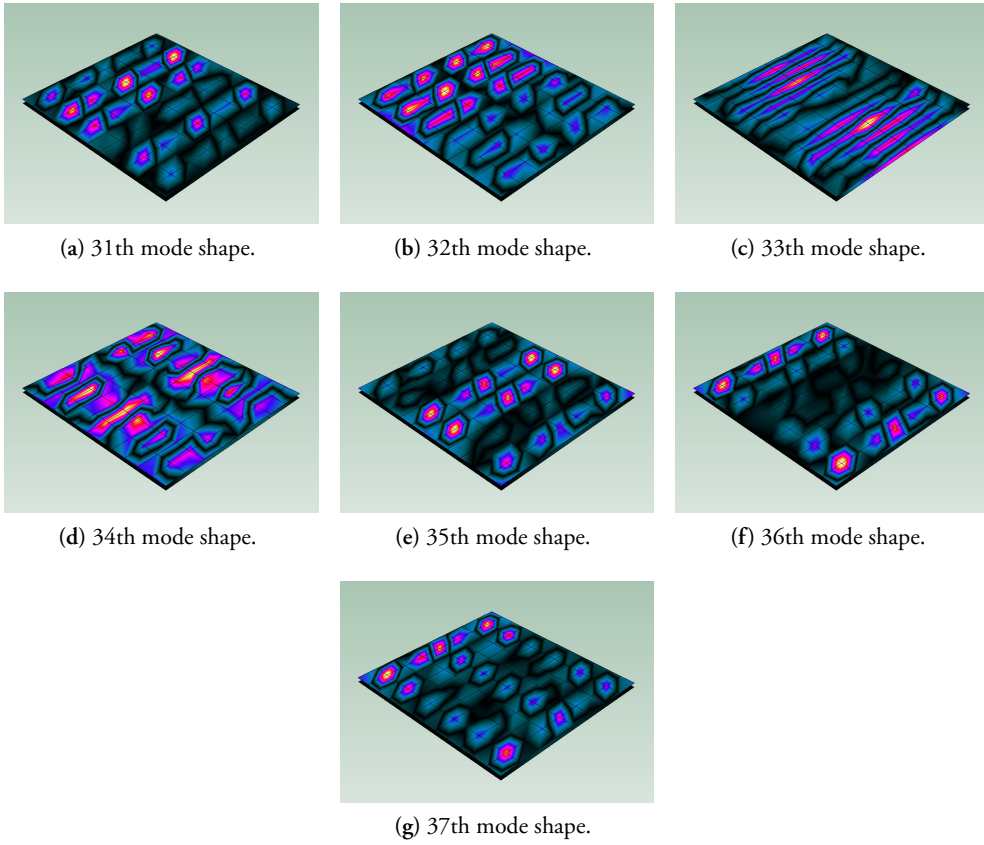 (a) 31th mode shape.
(b) 32th mode shape.
(c) 33th mode shape.
(d) 34th mode shape.
(e) 35th mode shape.
(f) 36th mode shape.
(g) 37th mode shape.